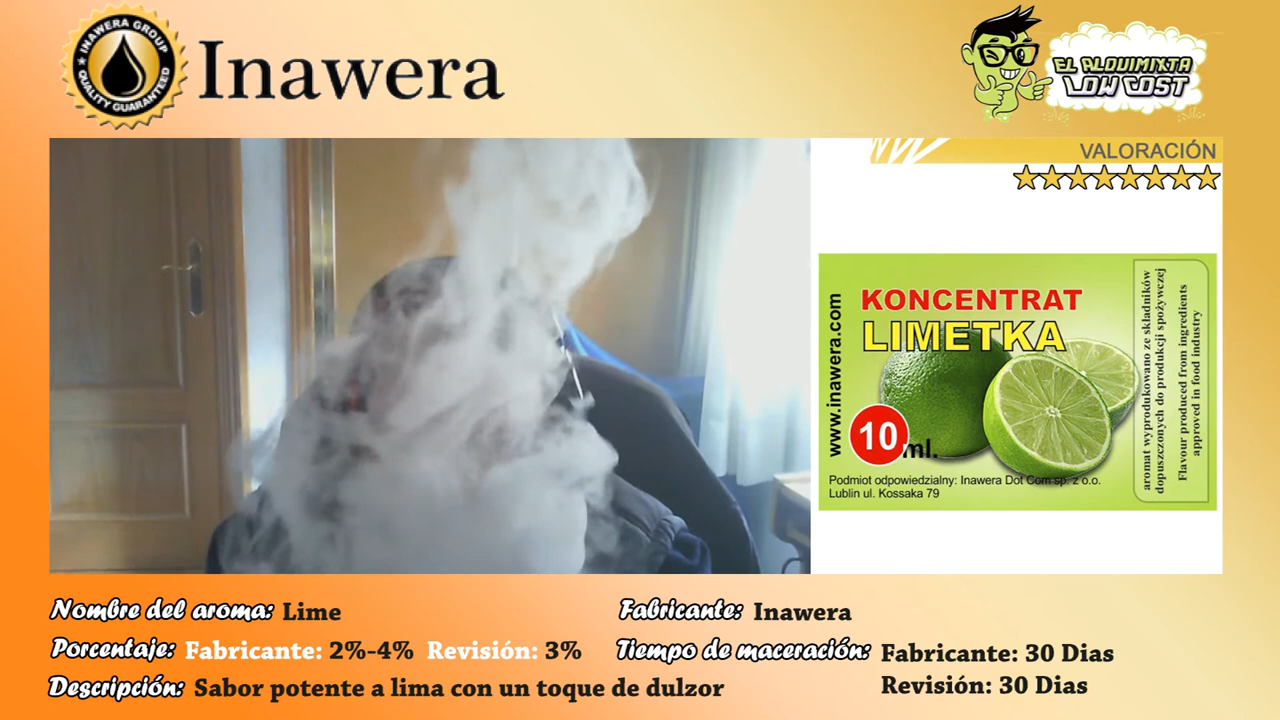 INAWERA GROUP
QUALITY GUARANTEED
Inawera
EL ALQUIMIXTA
LOW COST
VALORACIÓN
www.inawera.com
KONCENTRAT
LIMETKA
10 ml.
Podmiot odpowiedzialny: Inawera Dot Com sp. z o.o.
Lublin ul. Kossaka 79
aromat wyprodukowano ze składników
dopuszczonych do produkcji spożywczej
Flavour produced from ingredients
approved in food industry
Nombre del aroma: Lime
Fabricante: Inawera
Porcentaje: Fabricante: 2%-4% Revisión: 3%
Tiempo de maceración: Fabricante: 30 Dias
Revisión: 30 Dias
Descripción: Sabor potente a lima con un toque de dulzor